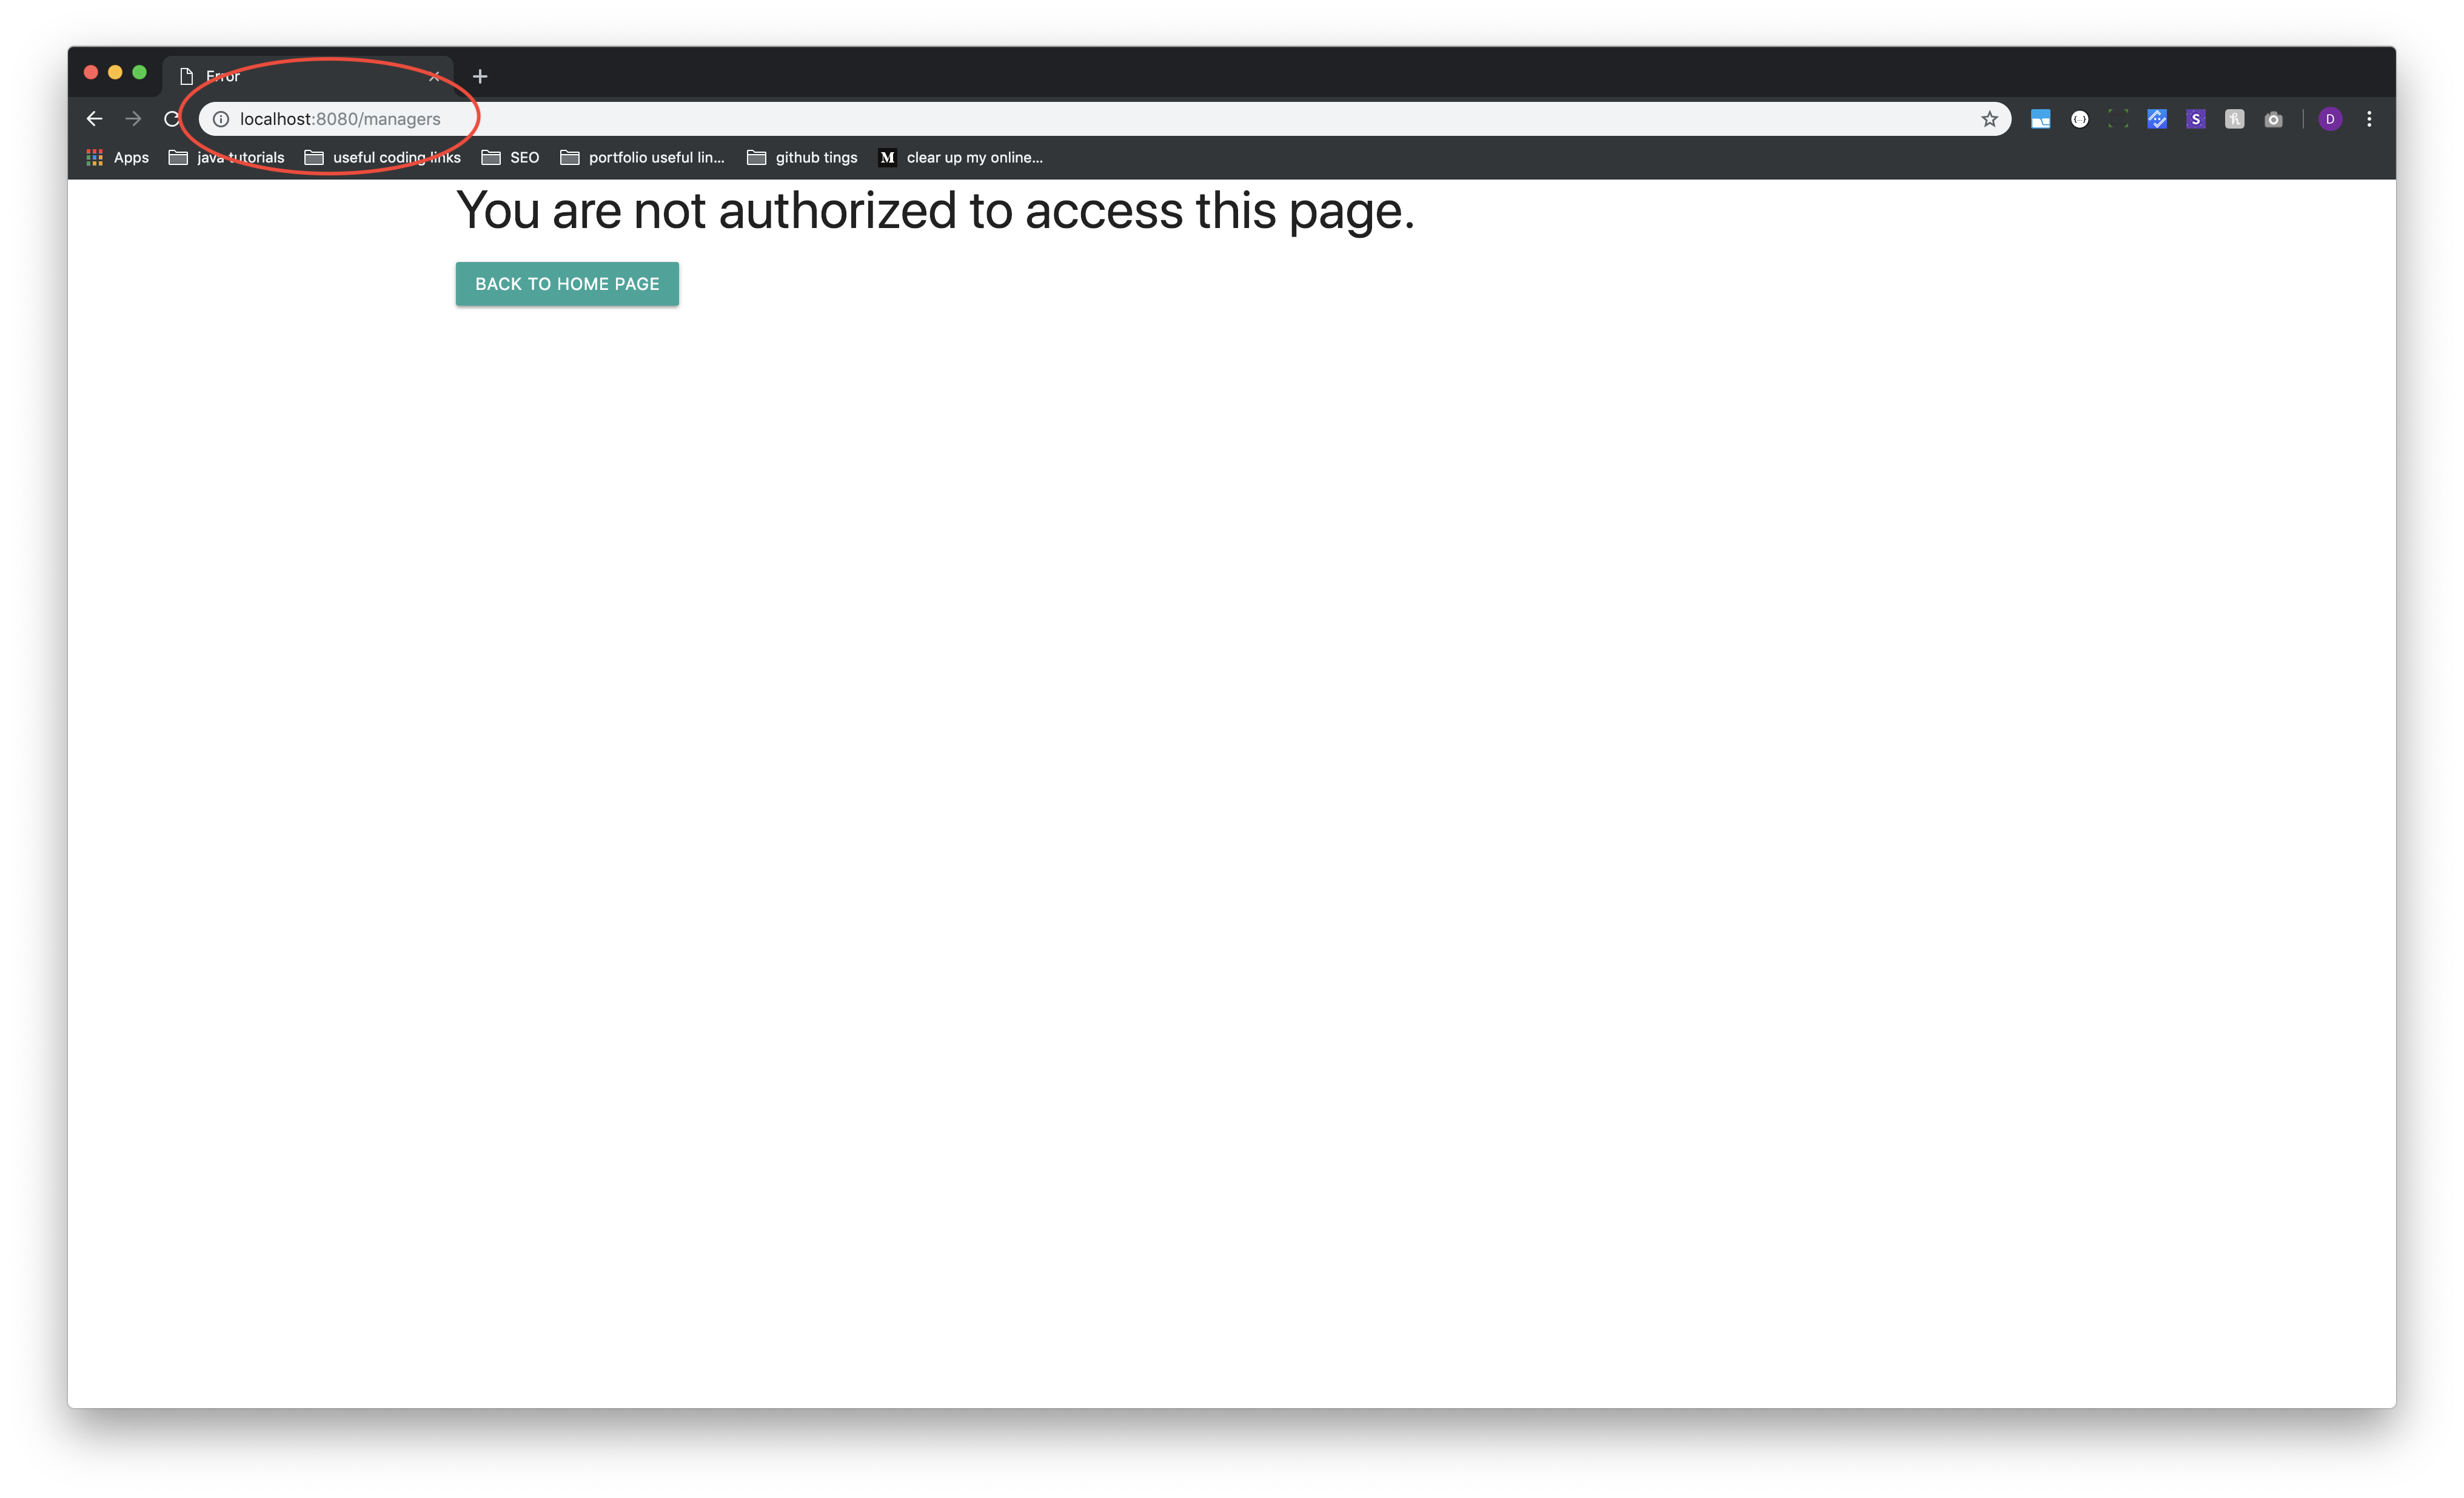 Error
localhost:8080/managers
D
Apps java tutorials useful coding links SEO portfolio useful lin... github tings M clear up my online...
You are not authorized to access this page.
BACK TO HOME PAGE